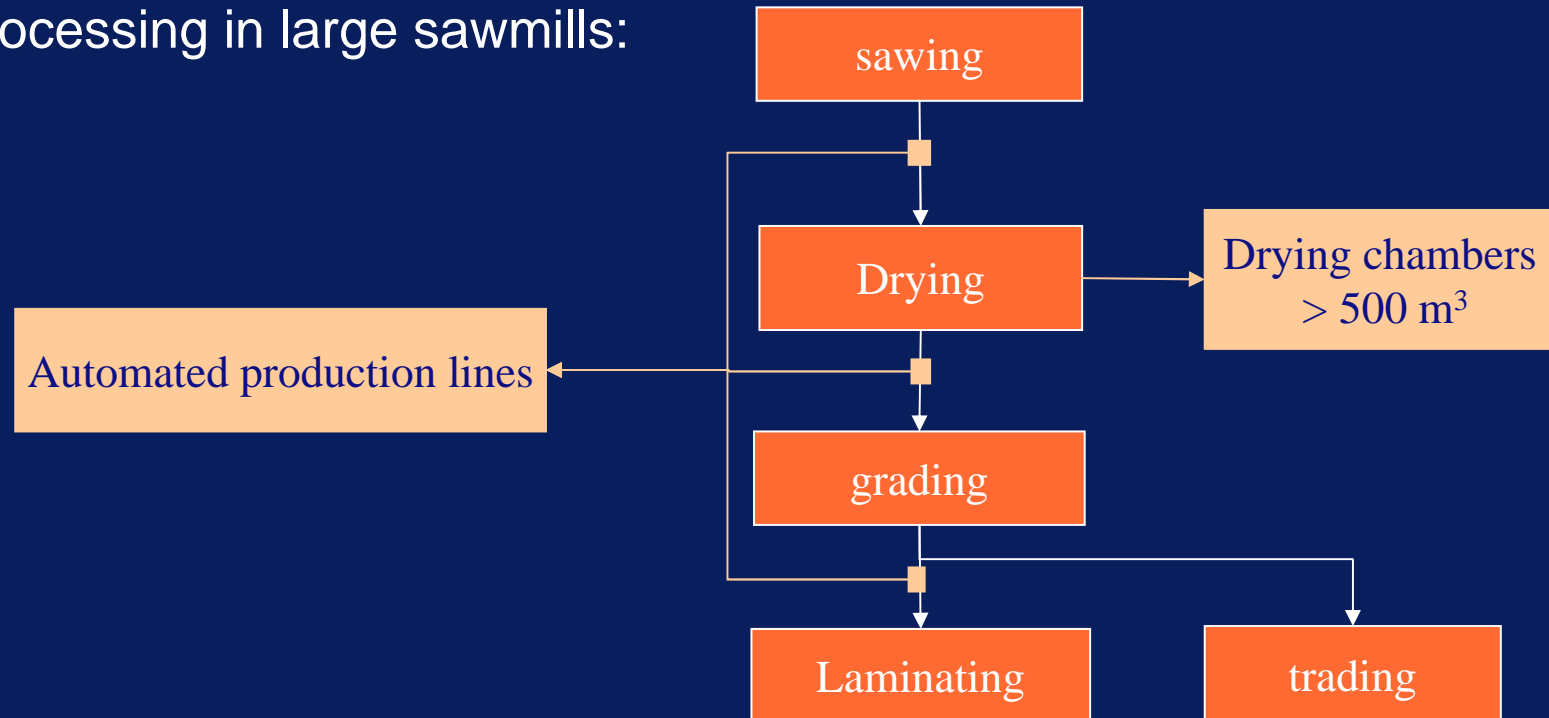 ocessing in large sawmills:
sawing
Drying
Drying chambers
> 500 m³
Automated production lines
grading
Laminating
trading